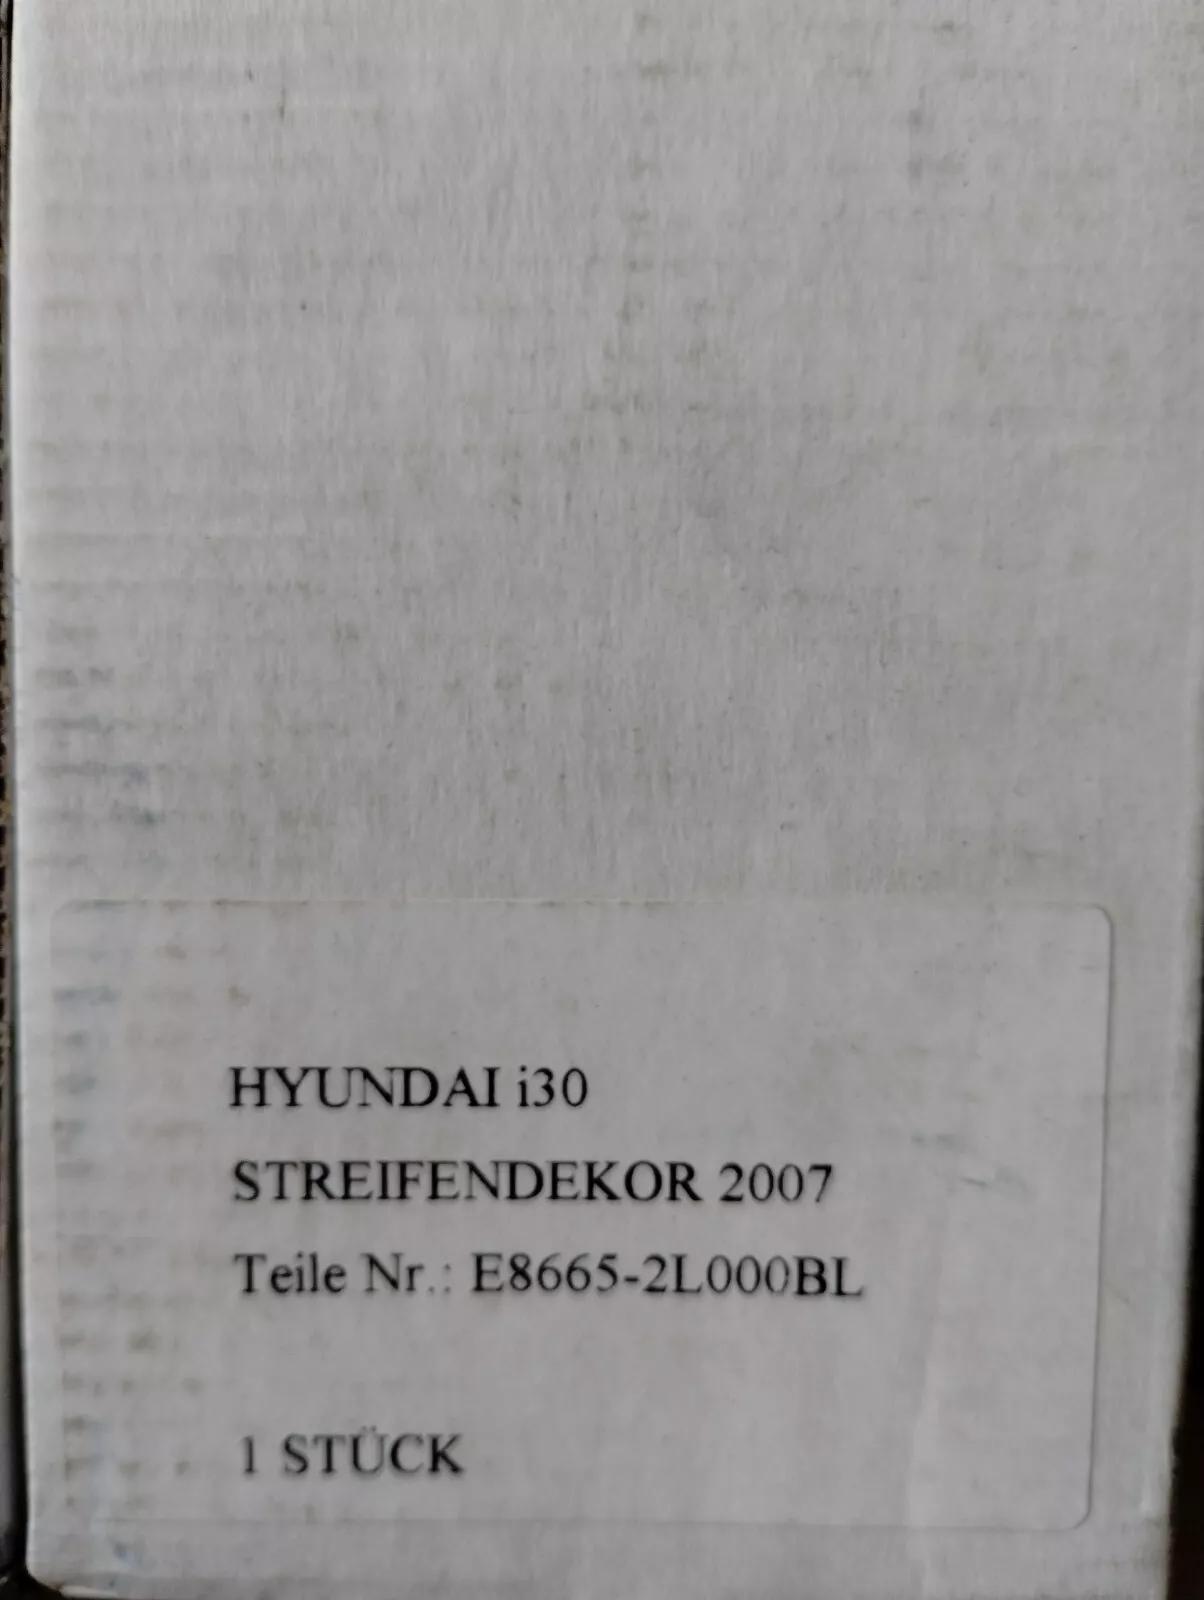 HYUNDAI i30
STREIFENDEKOR 2007
Teile Nr.: E8665-2L000BL
1 STÜCK